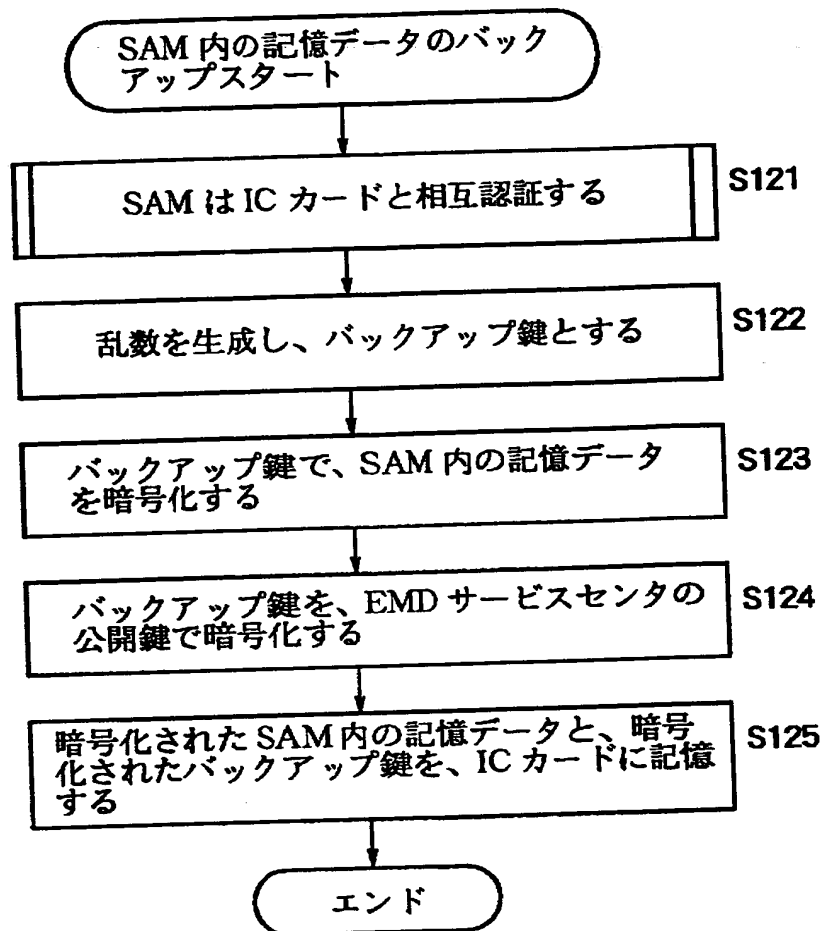 SAM 内の記憶データのバック
アップスタート
SAM は IC カードと相互認証する
S121
乱数を生成し、バックアップ鍵とする
S122
バックアップ鍵で、SAM 内の記憶データ
を暗号化する
S123
バックアップ鍵を、EMD サービスセンタの
公開鍵で暗号化する
S124
暗号化された SAM 内の記憶データと、暗号
化されたバックアップ鍵を、IC カードに記憶
する
S125
エンド